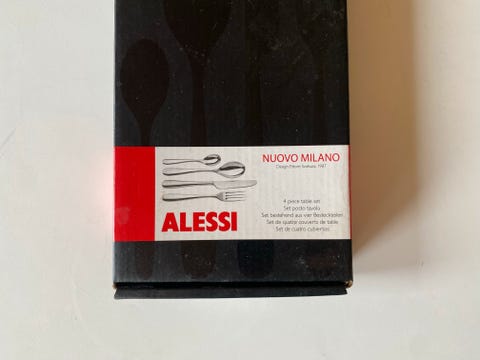 NUOVO MILANO
Design Ettore Sottsass, 1987
4 piece table set
Set posto tavola
Set bestehend aus vier Besteckteilen
Set de quatre couverts de table
Set de cuatro cubiertos
ALESSI